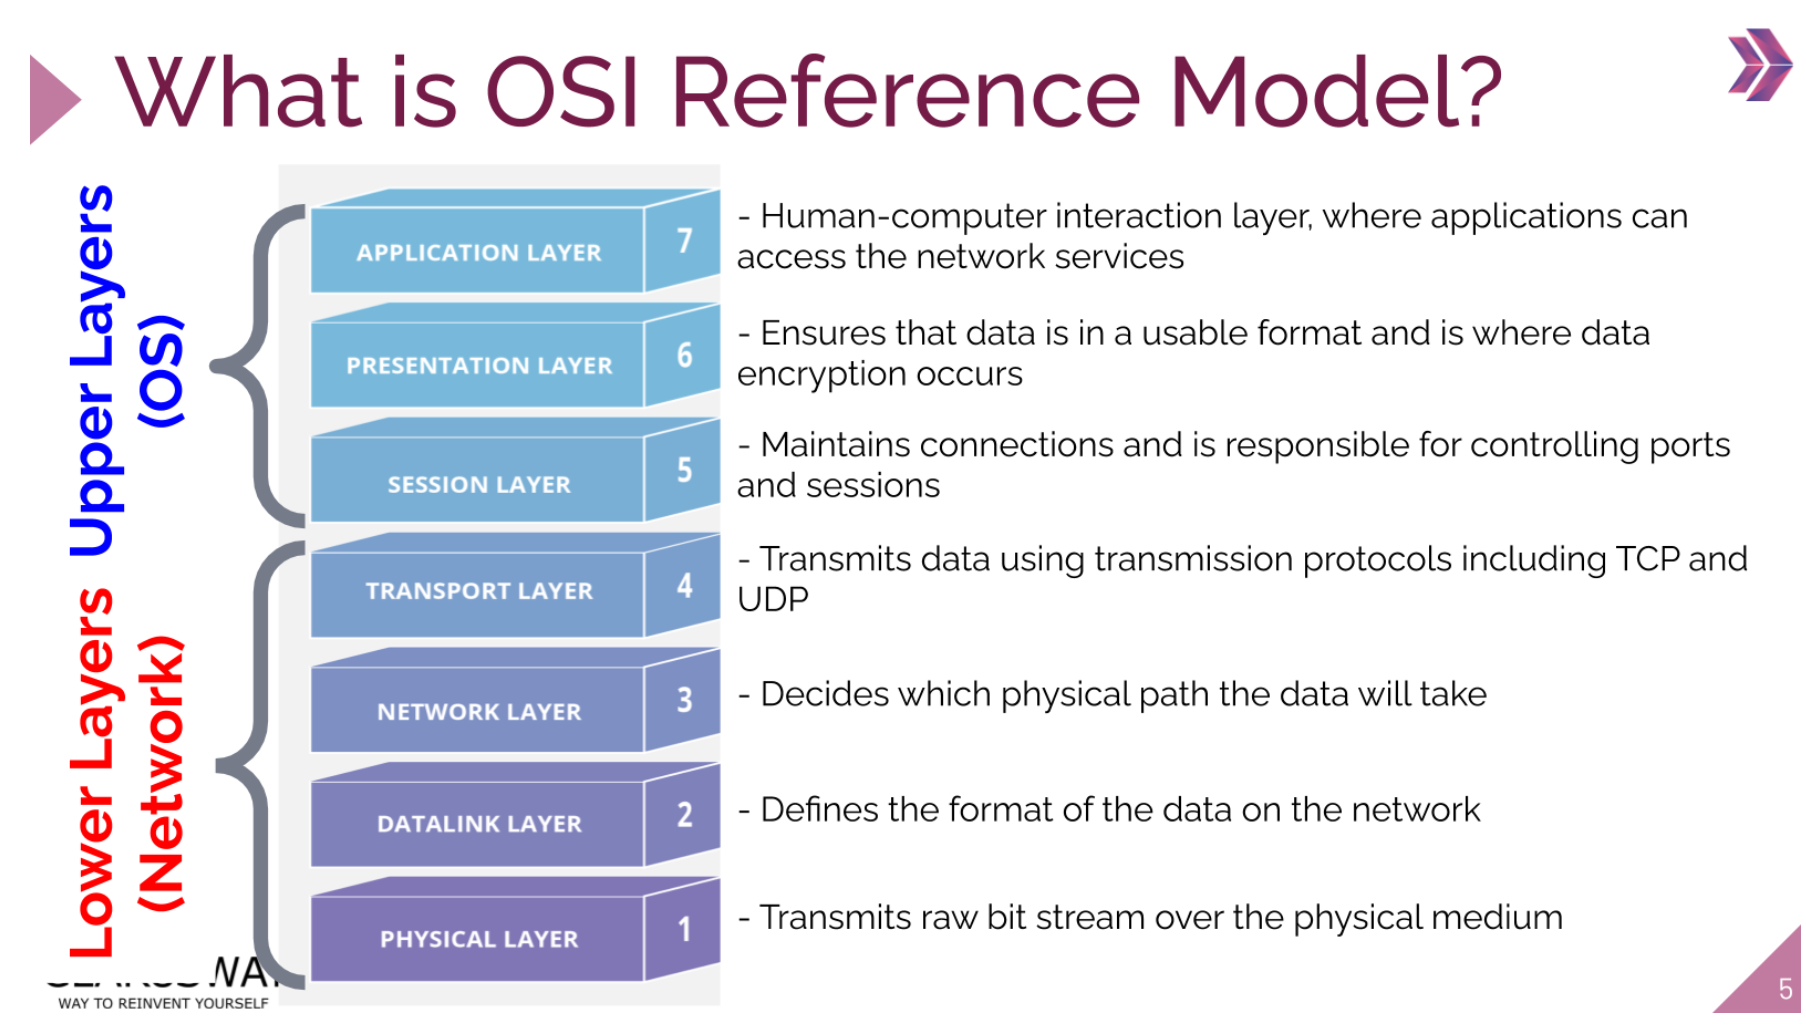 What is OSI Reference Model?
Upper Layers
(OS)
APPLICATION LAYER 7
- Human-computer interaction layer, where applications can
access the network services
PRESENTATION LAYER 6
- Ensures that data is in a usable format and is where data
encryption occurs
SESSION LAYER 5
- Maintains connections and is responsible for controlling ports
and sessions
Lower Layers
(Network)
TRANSPORT LAYER 4
- Transmits data using transmission protocols including TCP and
UDP
NETWORK LAYER 3
- Decides which physical path the data will take
DATALINK LAYER 2
- Defines the format of the data on the network
PHYSICAL LAYER 1
- Transmits raw bit stream over the physical medium
WAY TO REINVENT YOURSELF
5